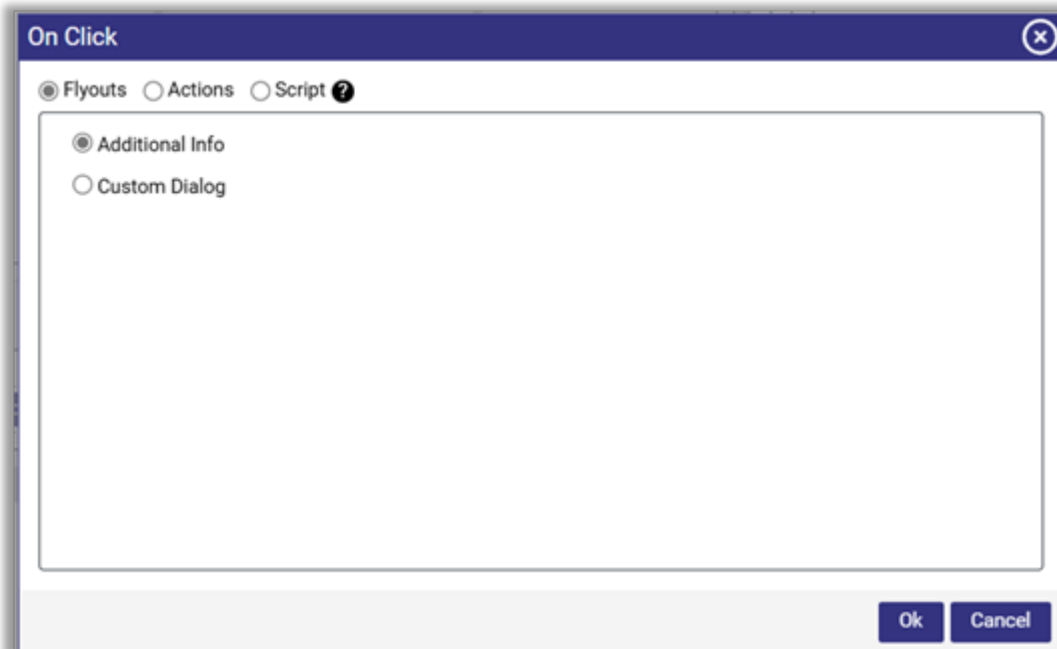 On Click
Flyouts Actions Script ?
Additional Info
Custom Dialog
Ok Cancel